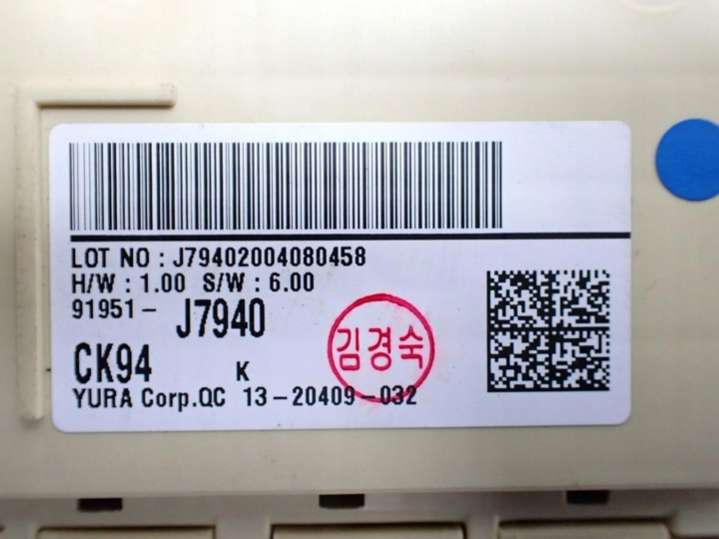 LOT NO : J79402004080458
H/W : 1.00 S/W : 6.00
91951- J7940
김경숙
CK94 K
YURA Corp.QC 13-20409-032